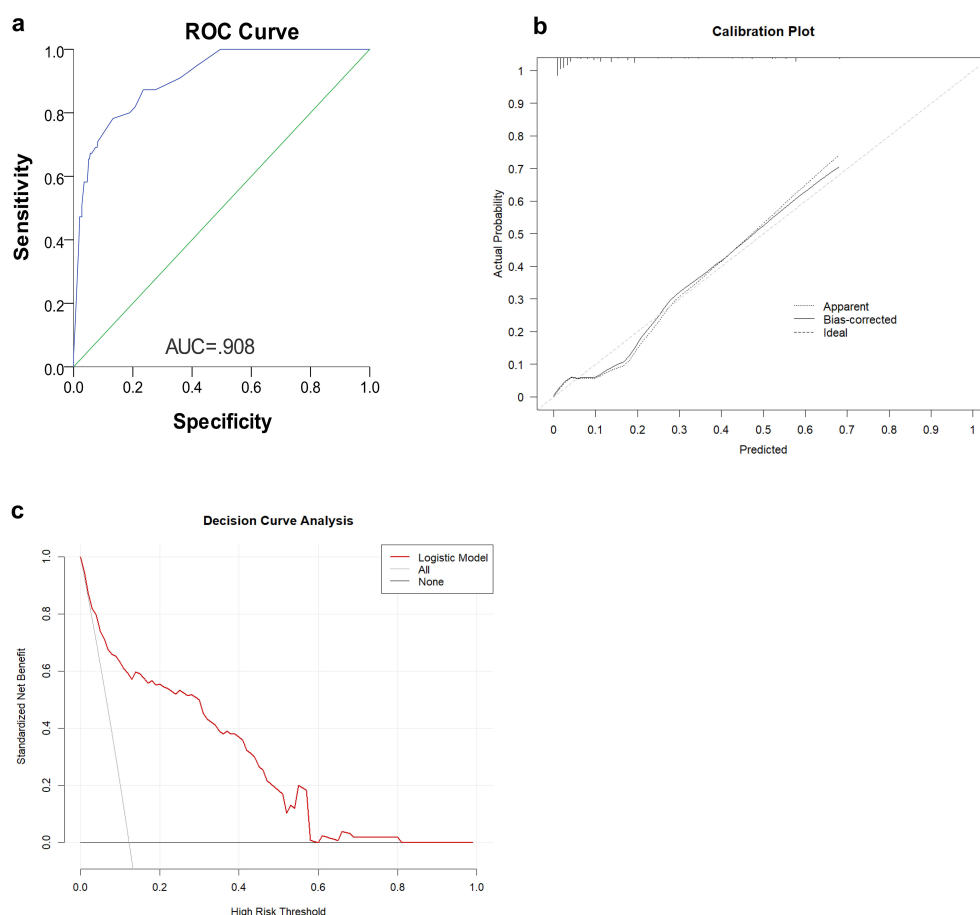 a
ROC Curve
1.0
0.8
0.6
0.4
0.2
0.0
Sensitivity
AUC=.908
0.0 0.2 0.4 0.6 0.8 1.0
Specificity
b
Calibration Plot
1
0.9
0.8
0.7
0.6
0.5
0.4
0.3
0.2
0.1
0
Actual Probability
Apparent
Bias-corrected
Ideal
0 0.1 0.2 0.3 0.4 0.5 0.6 0.7 0.8 0.9 1
Predicted
c
Decision Curve Analysis
Logistic Model
All
None
1.0
0.8
0.6
0.4
0.2
0.0
Standardized Net Benefit
0.0 0.2 0.4 0.6 0.8 1.0
High Risk Threshold